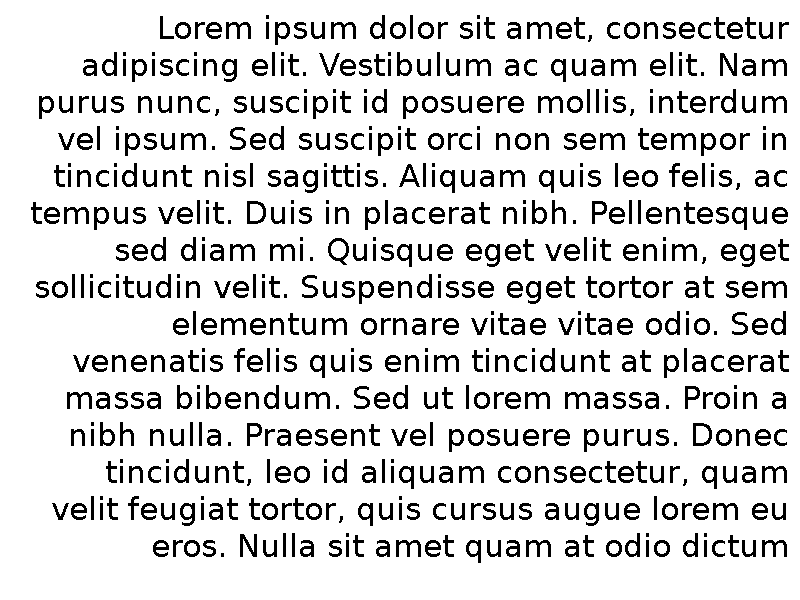 Lorem ipsum dolor sit amet, consectetur
adipiscing elit. Vestibulum ac quam elit. Nam
purus nunc, suscipit id posuere mollis, interdum
vel ipsum. Sed suscipit orci non sem tempor in
tincidunt nisl sagittis. Aliquam quis leo felis, ac
tempus velit. Duis in placerat nibh. Pellentesque
sed diam mi. Quisque eget velit enim, eget
sollicitudin velit. Suspendisse eget tortor at sem
elementum ornare vitae vitae odio. Sed
venenatis felis quis enim tincidunt at placerat
massa bibendum. Sed ut lorem massa. Proin a
nibh nulla. Praesent vel posuere purus. Donec
tincidunt, leo id aliquam consectetur, quam
velit feugiat tortor, quis cursus augue lorem eu
eros. Nulla sit amet quam at odio dictum